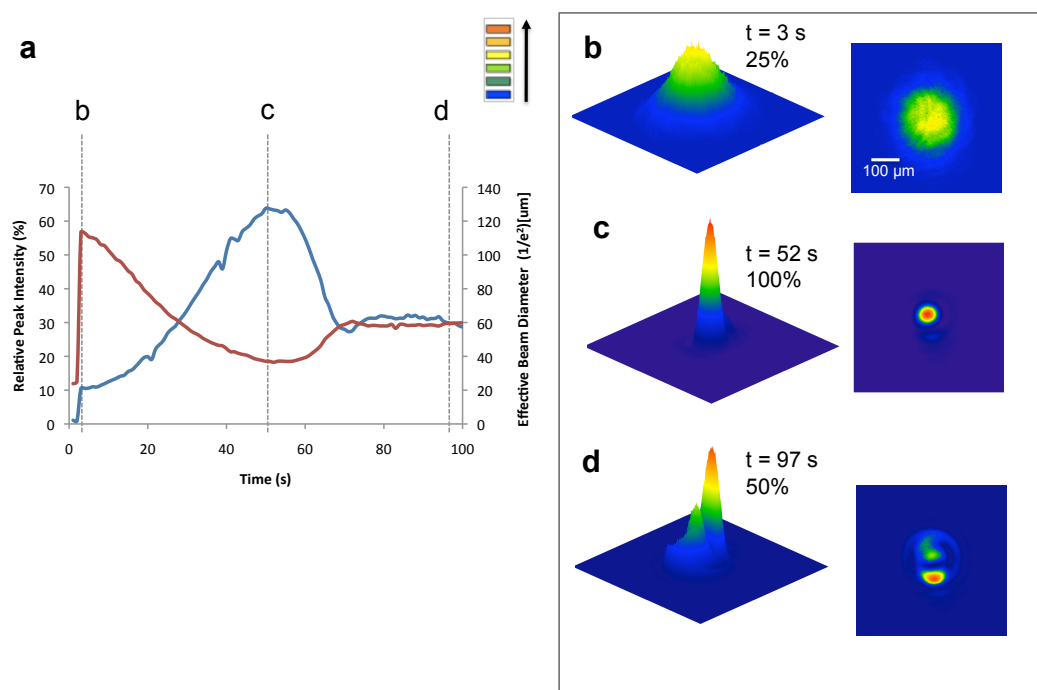 a
b c d
70
60
50
40
30
20
10
0
140
120
100
80
60
40
20
0
0 20 40 60 80 100
Relative Peak Intensity (%)
Effective Beam Diameter (1/e²)[um]
Time (s)
b
t = 3 s
25%
100 µm
c
t = 52 s
100%
d
t = 97 s
50%